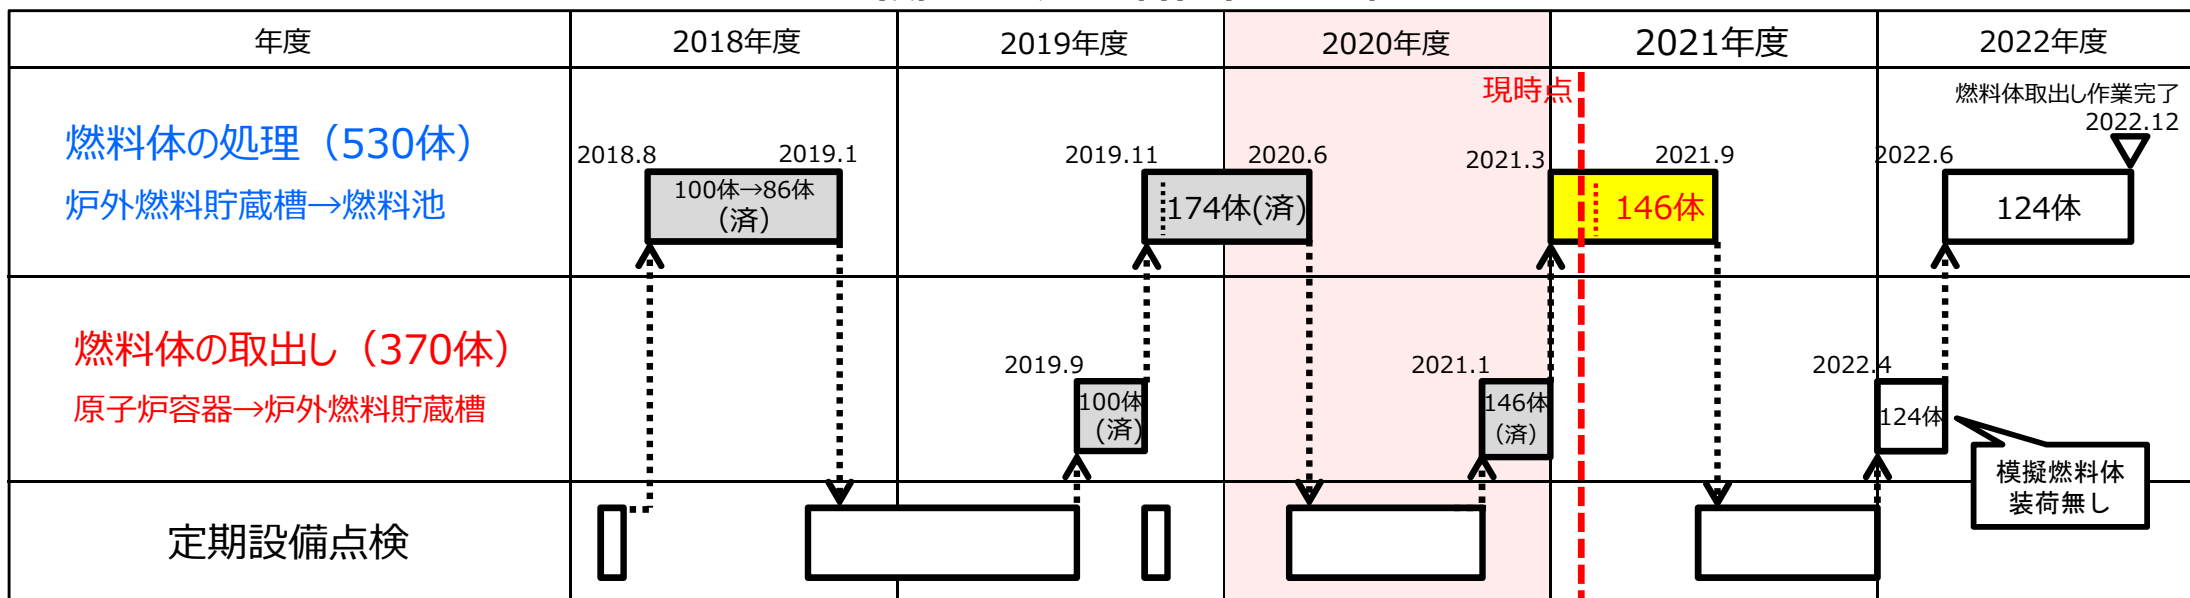 年度
2018年度
2019年度
2020年度
2021年度
2022年度
現時点
燃料体取出し作業完了
2022.12
燃料体の処理（530体）
炉外燃料貯蔵槽→燃料池
2018.8
2019.1
2019.11
2020.6
2021.3
2021.9
2022.6
100体→86体
（済）
174体(済)
146体
124体
燃料体の取出し（370体）
原子炉容器→炉外燃料貯蔵槽
2019.9
2021.1
2022.4
100体
(済)
146体
（済）
124体
模擬燃料体
装荷無し
定期設備点検